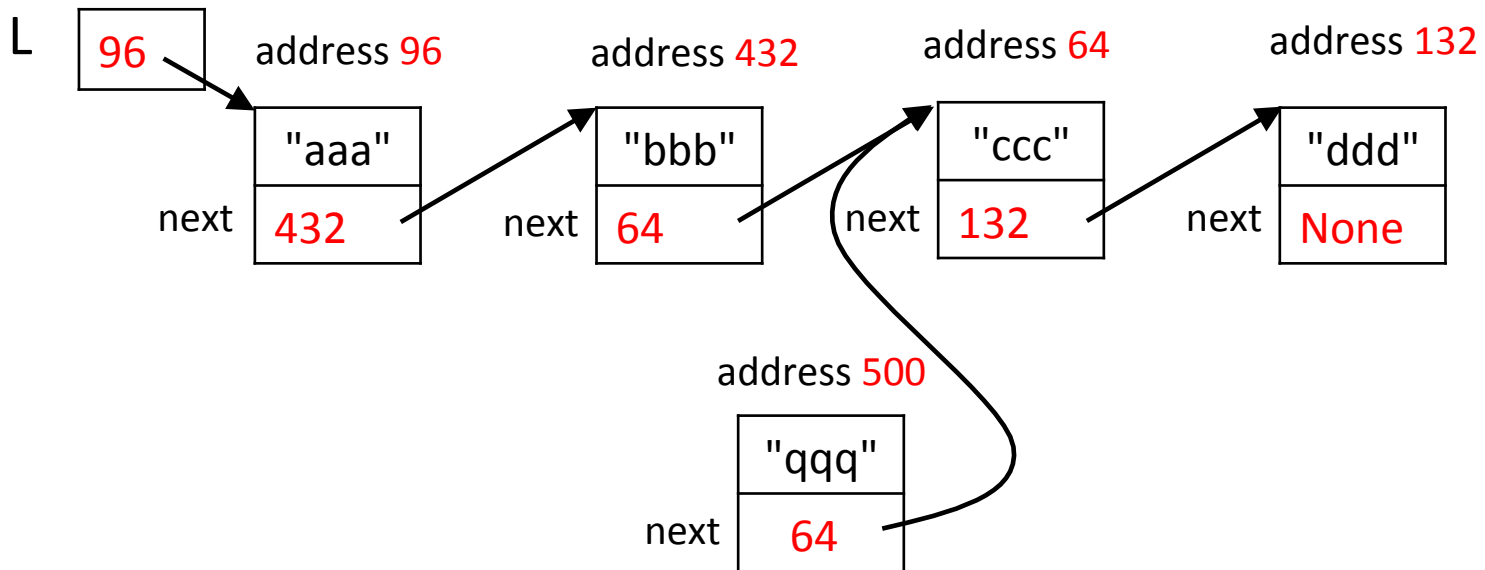 L
96
address 96
address 432
address 64
address 132
"aaa"
"bbb"
"ccc"
"ddd"
next 432
next 64
next 132
next None
address 500
"qqq"
next 64